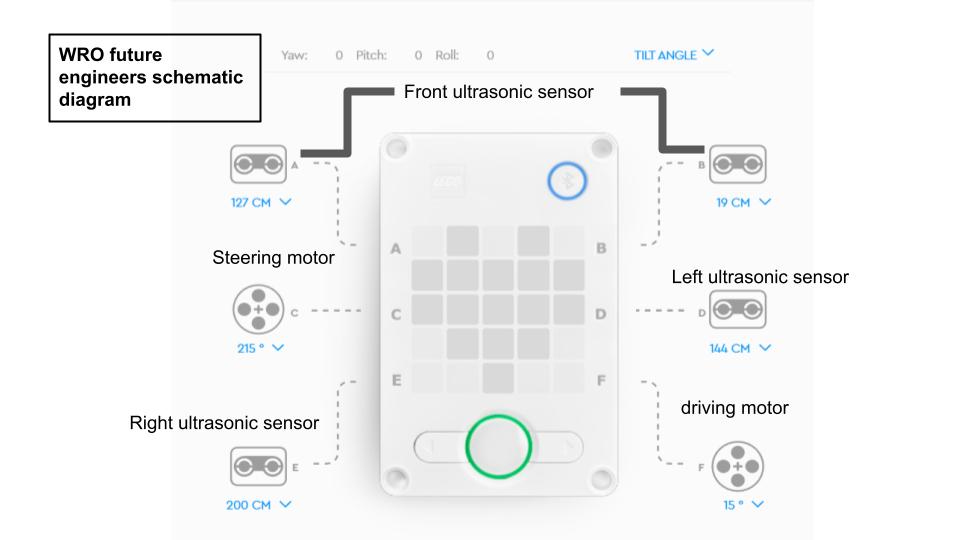 WRO future
engineers schematic
diagram
Yaw: 0 Pitch: 0 Roll: 0
TILT ANGLE
Front ultrasonic sensor
A
B
127 CM
19 CM
LEGO
A
B
Steering motor
Left ultrasonic sensor
C
C
D
D
215 °
144 CM
E
F
driving motor
Right ultrasonic sensor
E
F
200 CM
15 °